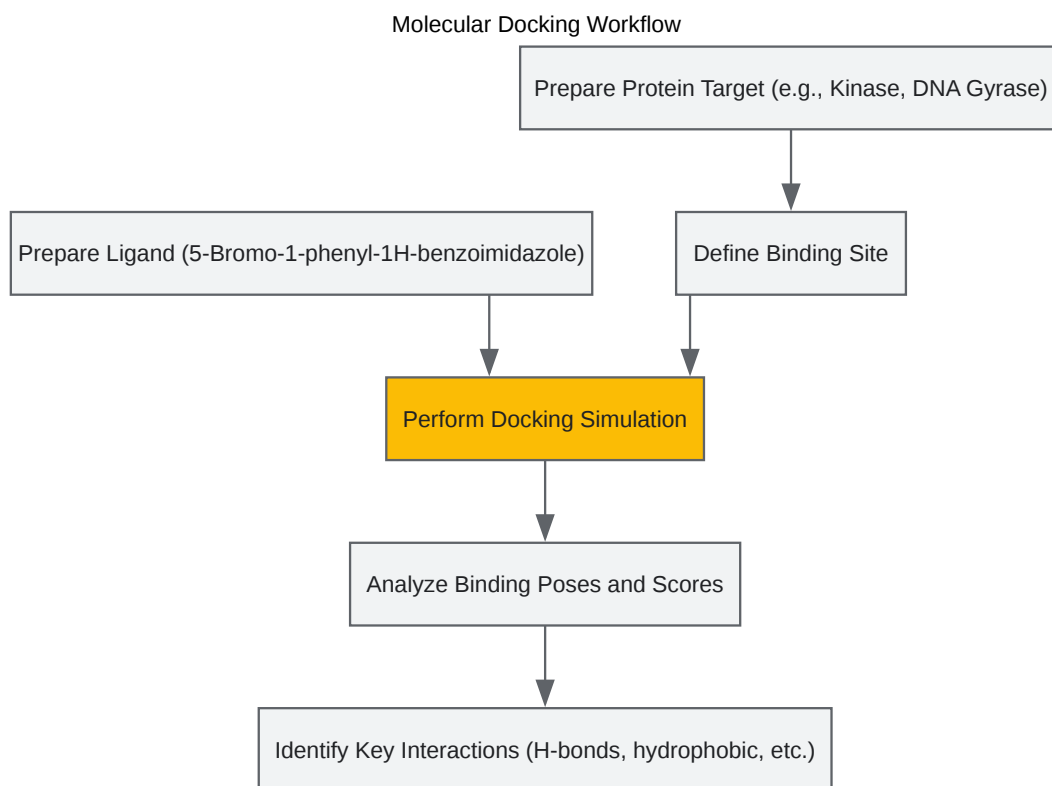 Molecular Docking Workflow
Prepare Protein Target (e.g., Kinase, DNA Gyrase)
Prepare Ligand (5-Bromo-1-phenyl-1H-benzoimidazole)
Define Binding Site
Perform Docking Simulation
Analyze Binding Poses and Scores
Identify Key Interactions (H-bonds, hydrophobic, etc.)